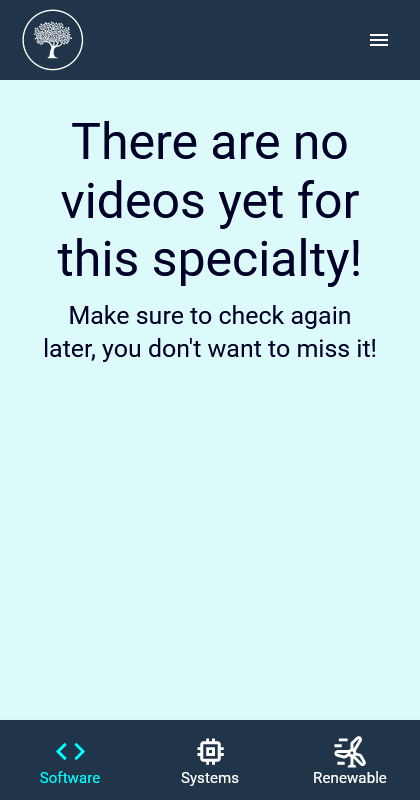 There are no
videos yet for
this specialty!
Make sure to check again
later, you don't want to miss it!
Software
Systems
Renewable